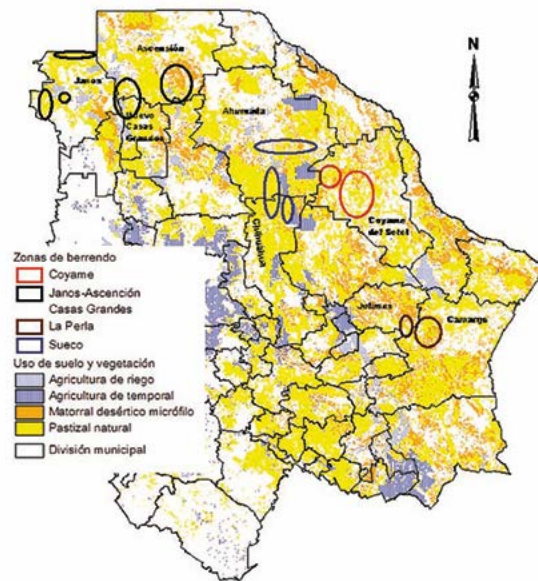 N
Ascensión
Janos
Nuevo
Casas
Grandes
Ahumada
Coyame
del Sotol
Chihuahua
Julimes
Camargo
Zonas de berrendo
Coyame
Janos-Ascención
Casas Grandes
La Perla
Sueco
Uso de suelo y vegetación
Agricultura de riego
Agricultura de temporal
Matorral desértico micrófilo
Pastizal natural
División municipal